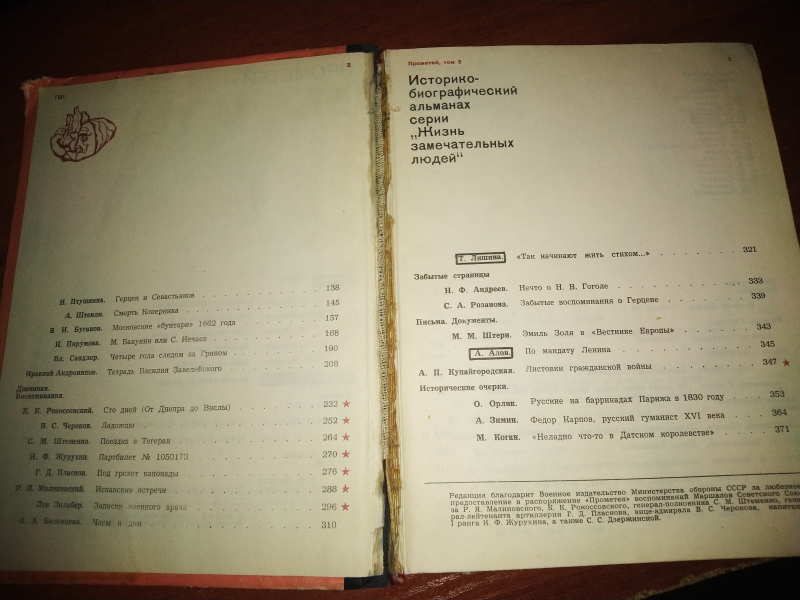 2
Н. Птушкина. Герцен и Севастьянов 138
А. Штекли. Смерть Коперника 145
В. И. Буганов. Московские «бунтари» 1662 года 157
Н. Пирумова. М. Бакунин или С. Нечаев 168
Вл. Сандлер. Четыре года следом за Грином 190
Ираклий Андроников. Тетрадь Василия Завелейского 208
Дневники.
Воспоминания.
К. К. Рокоссовский. Сто дней (От Днепра до Вислы) 232 ★
В. С. Чероков. Ладожцы 252 ★
С. М. Штеменко. Поездка в Тегеран 264 ★
И. Ф. Журухин. Партбилет № 1050173 270 ★
Г. Д. Пласков. Под грохот канонады 276 ★
Р. Я. Малиновский. Испанские встречи 288 ★
Лев Зильбер. Записки военного врача 296 ★
Н. А. Белевцева. Часы и дни 310
Прометей, том 5
Историко-
биографический
альманах
серии
„Жизнь
замечательных
людей“
Т. Лишина. «Так начинают жить стихом...» 321
Забытые страницы
Н. Ф. Андреев. Нечто о Н. В. Гоголе 333
С. А. Розанова. Забытые воспоминания о Герцене 339
Письма. Документы.
М. М. Штерн. Эмиль Золя в «Вестнике Европы» 343
А. Алов. По мандату Ленина 345
А. П. Купайгородская. Листовки гражданской войны 347 ★
Исторические очерки.
О. Орлик. Русские на баррикадах Парижа в 1830 году 353
А. Зимин. Федор Карпов, русский гуманист XVI века 364
М. Коган. «Неладно что-то в Датском королевстве» 371
Редакция благодарит Военное издательство Министерства обороны СССР за любезное
предоставление в распоряжение «Прометея» воспоминаний Маршалов Советского Союз
за Р. Я. Малиновского, К. К. Рокоссовского, генерал-полковника С. М. Штеменко, гене
рал-лейтенанта артиллерии Г. Д. Пласкова, вице-адмирала В. С. Черокова, капитан
I ранга И. Ф. Журухина, а также С. С. Дзержинской.